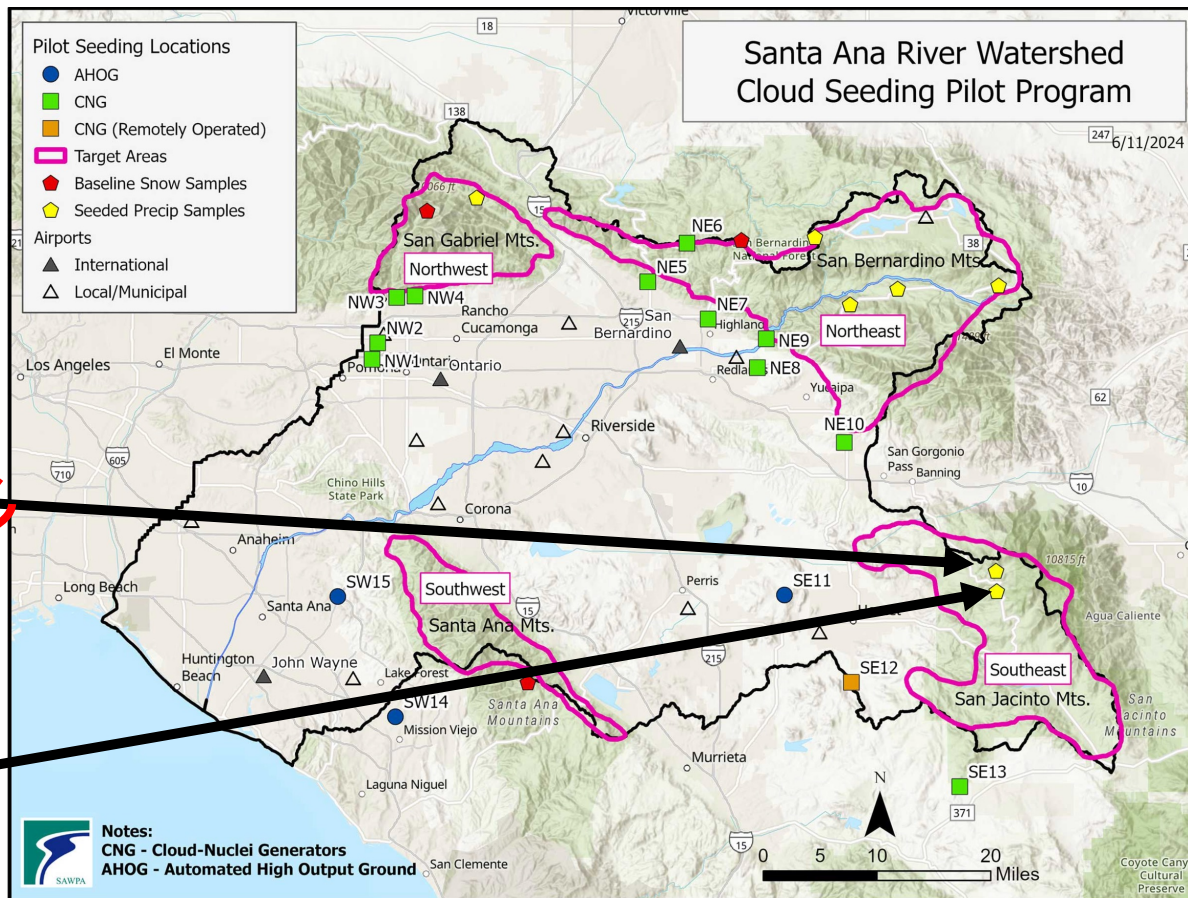 Victorville
18
Pilot Seeding Locations
AHOG
CNG
CNG (Remotely Operated)
Target Areas
Baseline Snow Samples
Seeded Precip Samples
Airports
International
Local/Municipal
Santa Ana River Watershed
Cloud Seeding Pilot Program
247
6/11/2024
138
15
San Gabriel Mts.
Northwest
NE6
National Forest
38
San Bernardino Mts.
NE5
NW3
NW4
Rancho
Cucamonga
215
San
Bernardino
NE7
Highland
Northeast
NW2
NE9
Los Angeles
El Monte
NW1
Ontario
NE8
Yucaipa
62
NE10
Riverside
San Gorgonio
Pass
Banning
710
605
Chino Hills
State Park
10
Corona
Anaheim
10815 ft
Long Beach
SW15
Southwest
Perris
SE11
Santa Ana
15
Santa Ana Mts.
Agua Caliente
215
Huntington
Beach
John Wayne
Lake Forest
SE12
Southeast
San Jacinto Mts.
SW14
Santa Ana
Mountains
San
Jacinto
Mountains
Mission Viejo
Murrieta
Laguna Niguel
SE13
N
371
Notes:
CNG - Cloud-Nuclei Generators
AHOG - Automated High Output Ground
SAWPA
San Clemente
15
0 5 10 20
Miles
Cultural
Preserve